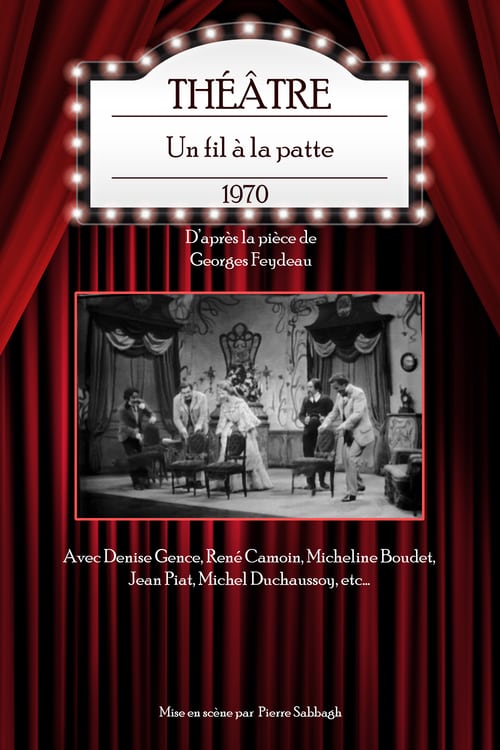 THÉÂTRE
Un fil à la patte
1970
D'après la pièce de
Georges Feydeau
Avec Denise Gence, René Camoin, Micheline Boudet,
Jean Piat, Michel Duchaussoy, etc...
Mise en scène par Pierre Sabbagh